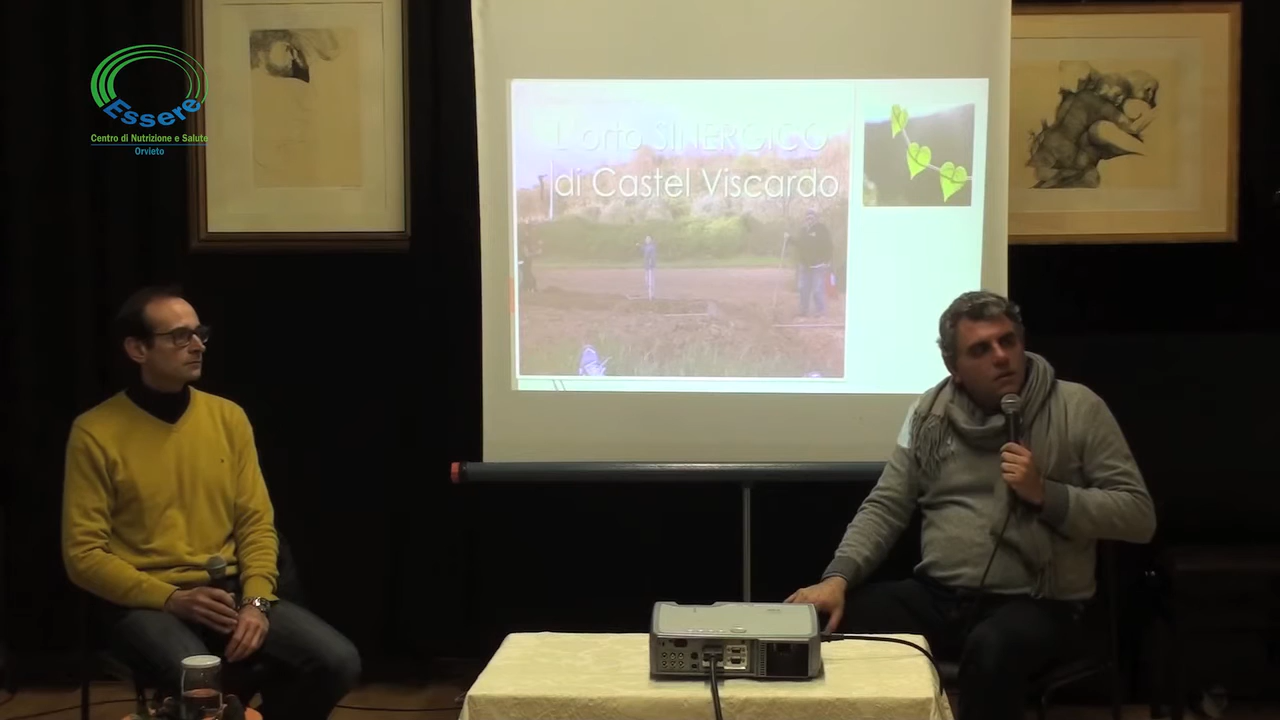 Essere
Centro di Nutrizione e Salute
Orvieto
L'orto SINERGICO
di Castel Viscardo